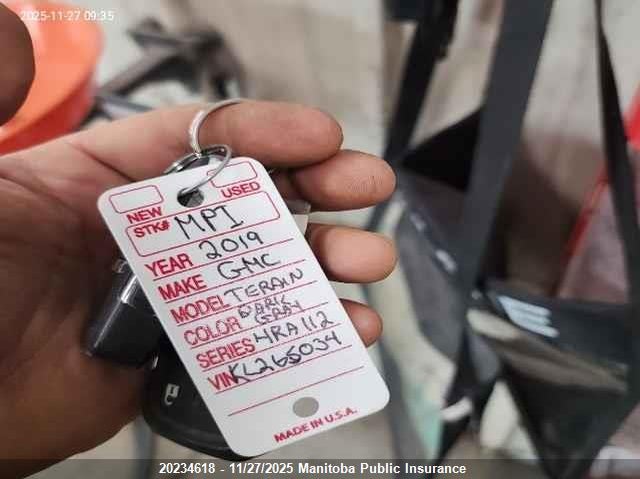 2025-11-27 09:35
NEW USED
STK# MPI
YEAR 2019
MAKE GMC
MODEL TERAIN
COLOR DARK GRAY
SERIES HRA112
VIN KL265034
MADE IN U.S.A.
20234618 - 11/27/2025 Manitoba Public Insurance